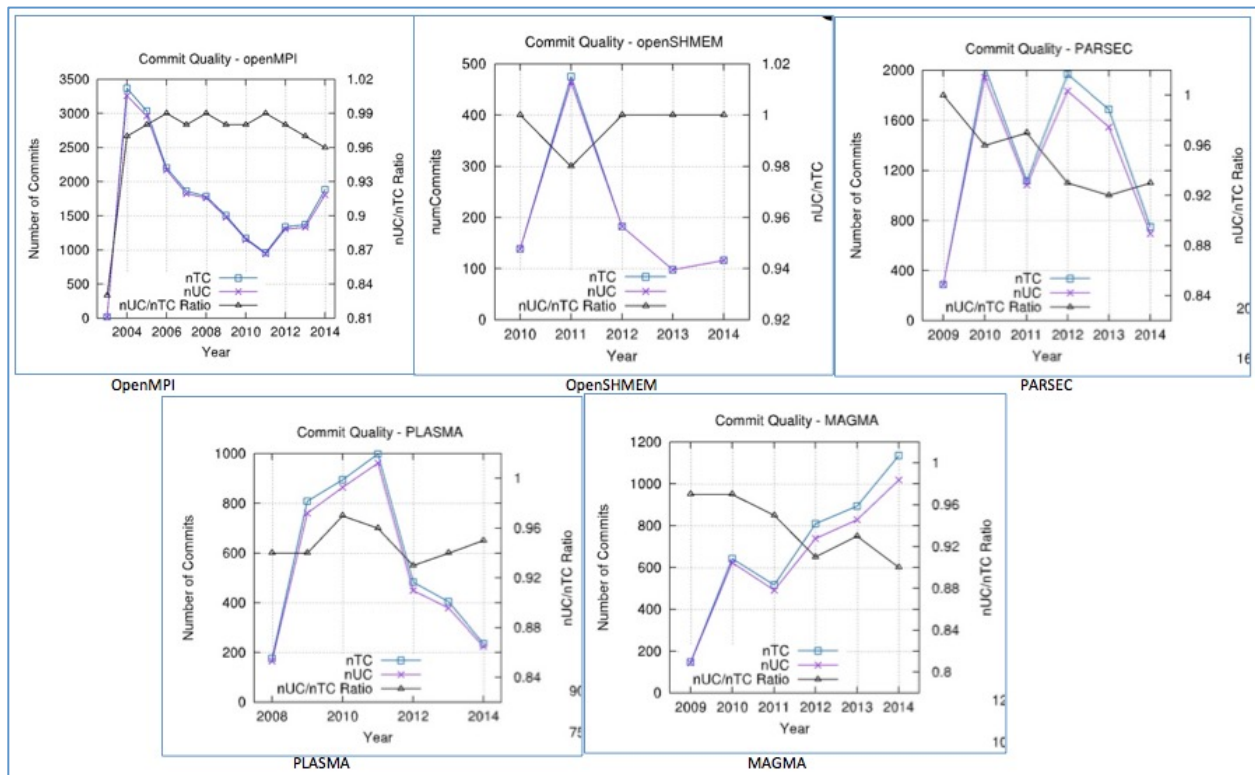 Commit Quality - openMPI
Number of Commits
3500
3000
2500
2000
1500
1000
500
0
1.02
0.99
0.96
0.93
0.9
0.87
0.84
0.81
nUC/nTC Ratio
nTC
nUC
nUC/nTC Ratio
2004 2006 2008 2010 2012 2014
Year
OpenMPI
Commit Quality - openSHMEM
numCommits
500
400
300
200
100
0
1.02
1
0.98
0.96
0.94
0.92
nUC/nTC
nTC
nUC
nUC/nTC Ratio
2010 2011 2012 2013 2014
Year
OpenSHMEM
Commit Quality - PARSEC
Number of Commits
2000
1600
1200
800
400
0
1
0.96
0.92
0.88
0.84
nUC/nTC Ratio
nTC
nUC
nUC/nTC Ratio
2009 2010 2011 2012 2013 2014
Year
20
16
PARSEC
Commit Quality - PLASMA
Number of Commits
1000
800
600
400
200
0
1
0.96
0.92
0.88
0.84
nUC/nTC Ratio
nTC
nUC
nUC/nTC Ratio
2008 2010 2012 2014
Year
90
75
PLASMA
Commit Quality - MAGMA
Number of Commits
1200
1000
800
600
400
200
0
1
0.96
0.92
0.88
0.84
0.8
nUC/nTC Ratio
nTC
nUC
nUC/nTC Ratio
2009 2010 2011 2012 2013 2014
Year
12
10
MAGMA